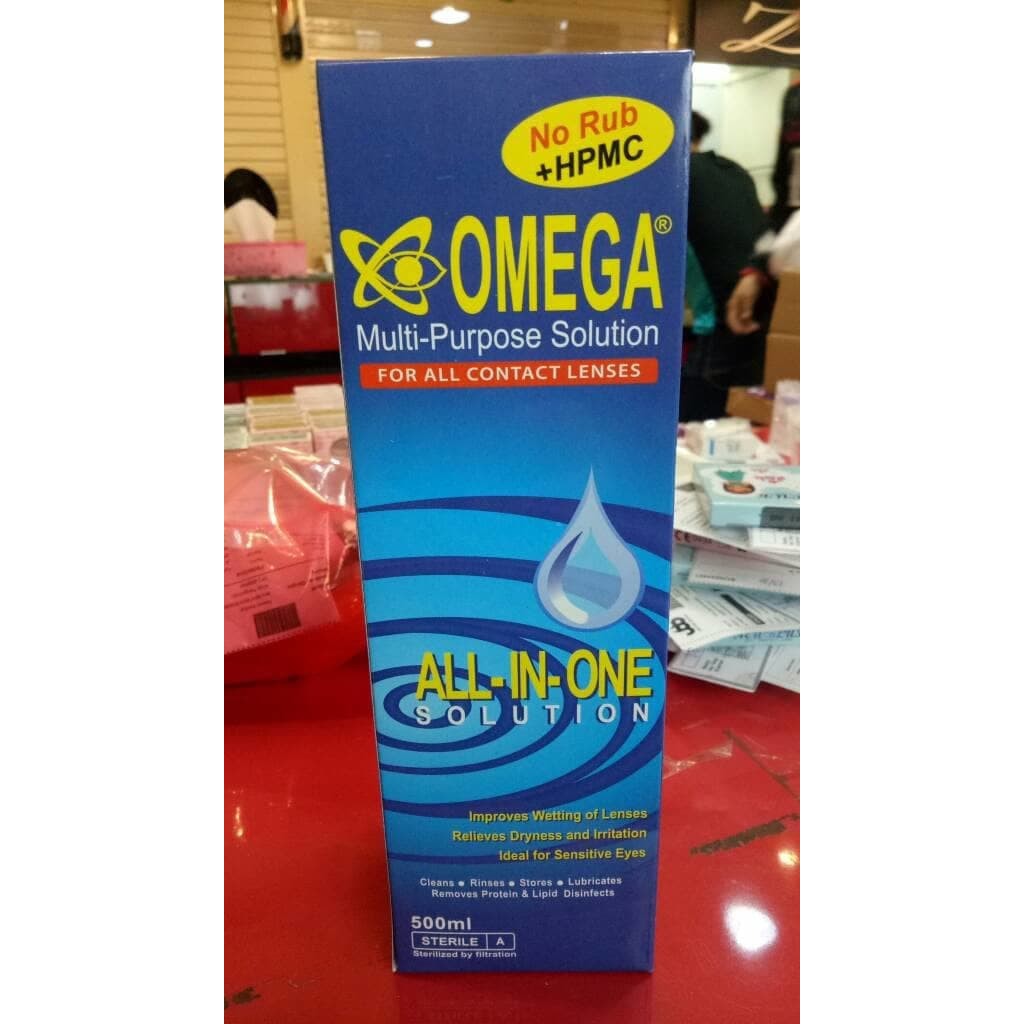 No Rub
+HPMC
OMEGA®
Multi-Purpose Solution
FOR ALL CONTACT LENSES
ALL-IN-ONE
SOLUTION
Improves Wetting of Lenses
Relieves Dryness and Irritation
Ideal for Sensitive Eyes
Cleans • Rinses • Stores • Lubricates
Removes Protein & Lipid Disinfects
500ml
STERILE A
Sterilized by filtration